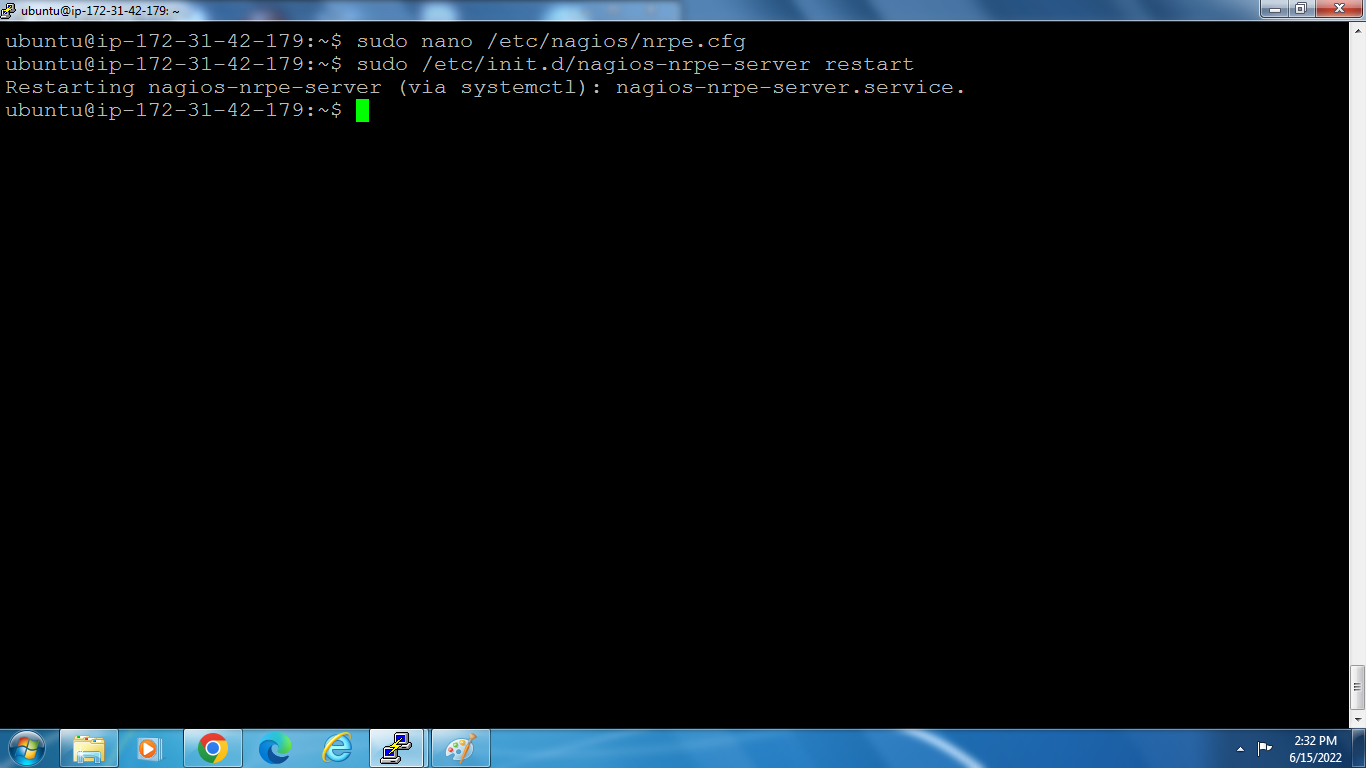 ubuntu@ip-172-31-42-179: ~
ubuntu@ip-172-31-42-179:~$ sudo nano /etc/nagios/nrpe.cfg
ubuntu@ip-172-31-42-179:~$ sudo /etc/init.d/nagios-nrpe-server restart
Restarting nagios-nrpe-server (via systemctl): nagios-nrpe-server.service.
ubuntu@ip-172-31-42-179:~$
2:32 PM
6/15/2022